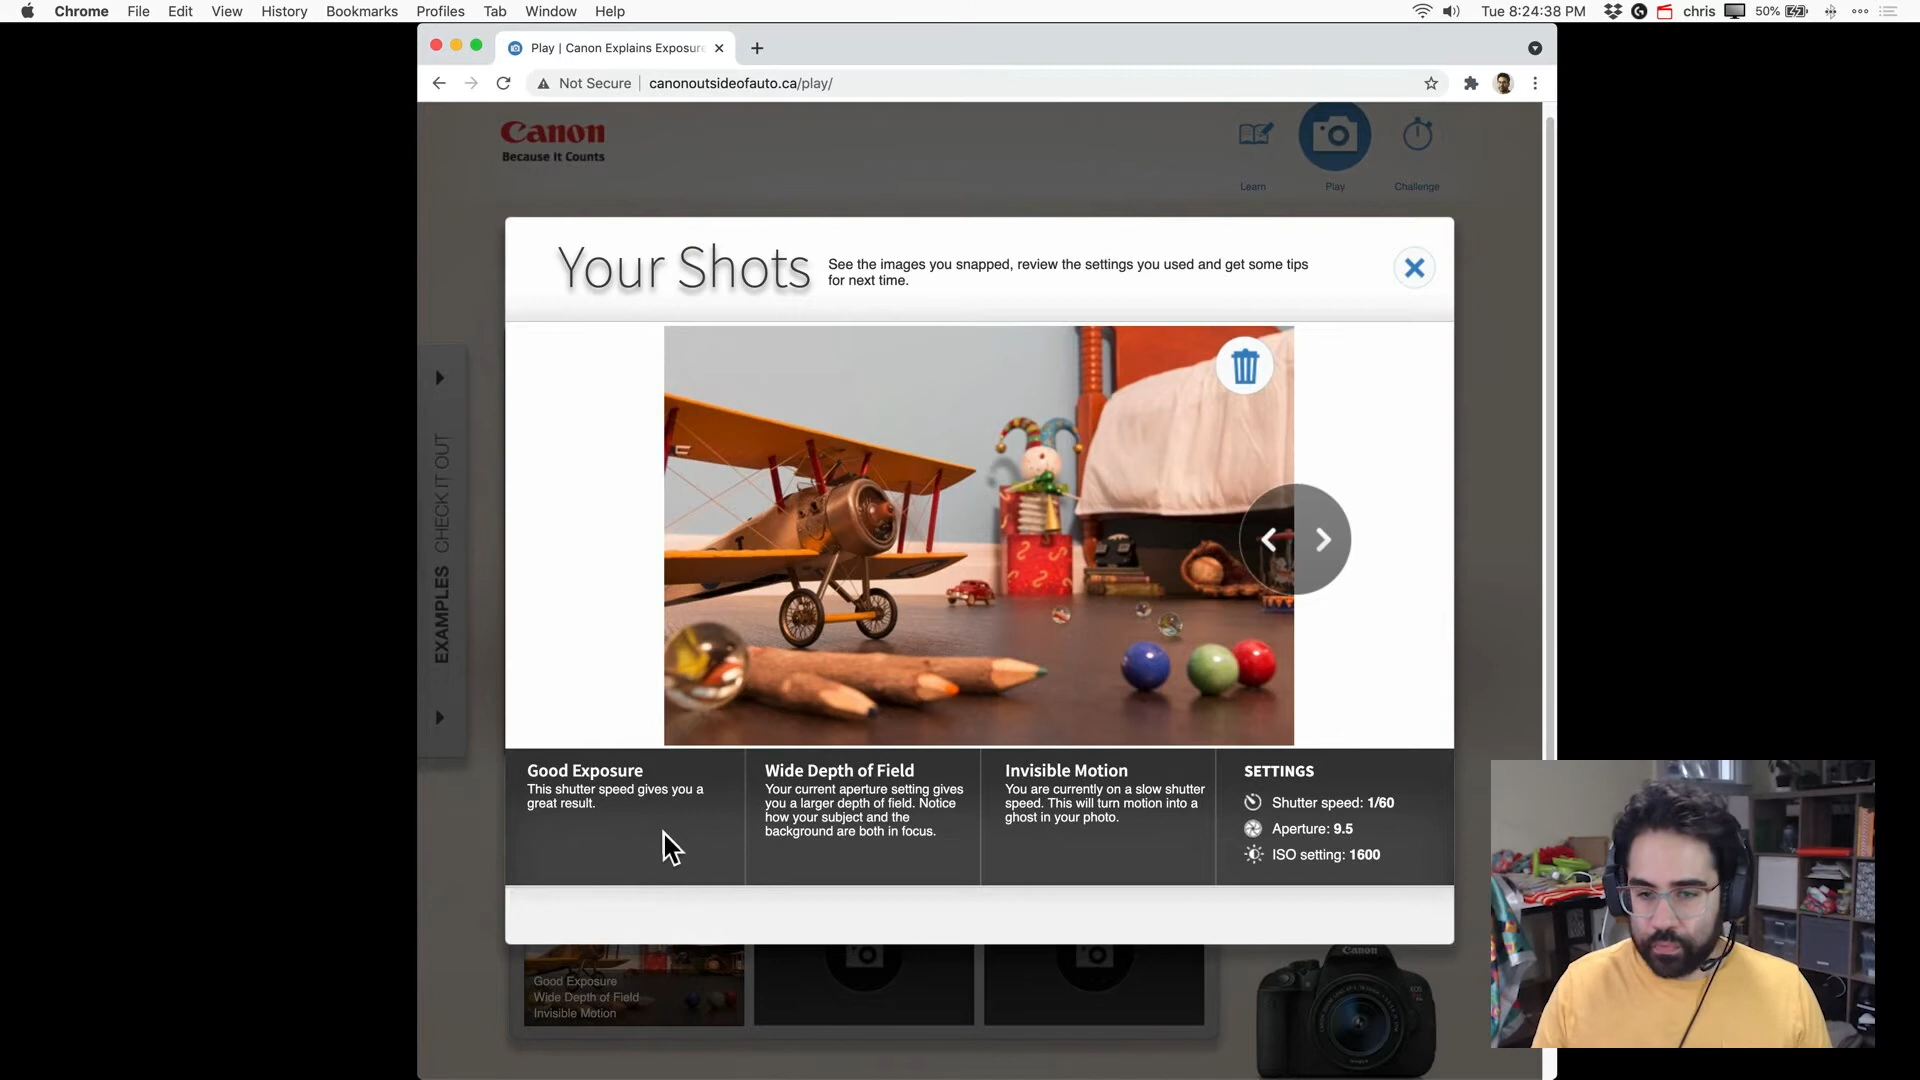 Chrome File Edit View History Bookmarks Profiles Tab Window Help
Tue 8:24:38 PM chris 50%
Play | Canon Explains Exposure
Not Secure canonoutsideofauto.ca/play/
Canon
Because It Counts
Learn Play Challenge
Your Shots
See the images you snapped, review the settings you used and get some tips
for next time.
EXAMPLES CHECK IT OUT
Good Exposure
This shutter speed gives you a
great result.
Wide Depth of Field
Your current aperture setting gives
you a larger depth of field. Notice
how your subject and the
background are both in focus.
Invisible Motion
You are currently on a slow shutter
speed. This will turn motion into a
ghost in your photo.
SETTINGS
Shutter speed: 1/60
Aperture: 9.5
ISO setting: 1600
Good Exposure
Wide Depth of Field
Invisible Motion
Canon